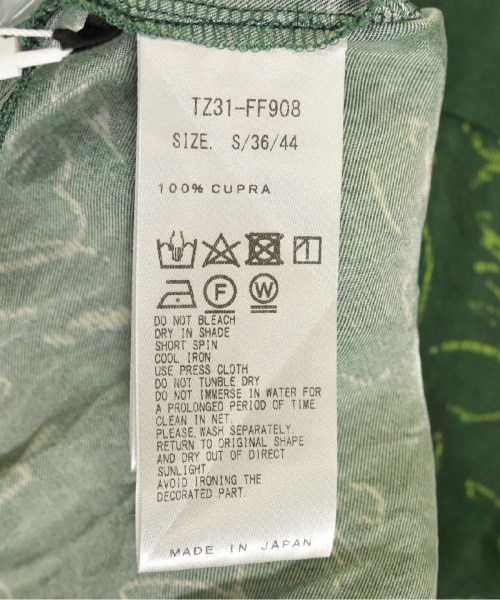 TZ31-FF908
SIZE. S/36/44
100% CUPRA
F W
DO NOT BLEACH
DRY IN SHADE
SHORT SPIN
COOL IRON
USE PRESS CLOTH
DO NOT TUMBLE DRY
DO NOT IMMERSE IN WATER FOR
A PROLONGED PERIOD OF TIME.
CLEAN IN NET.
PLEASE WASH SEPARATELY.
RETURN TO ORIGINAL SHAPE
AND DRY OUT OF DIRECT
SUNLIGHT.
AVOID IRONING THE
DECORATED PART.
MADE IN JAPAN